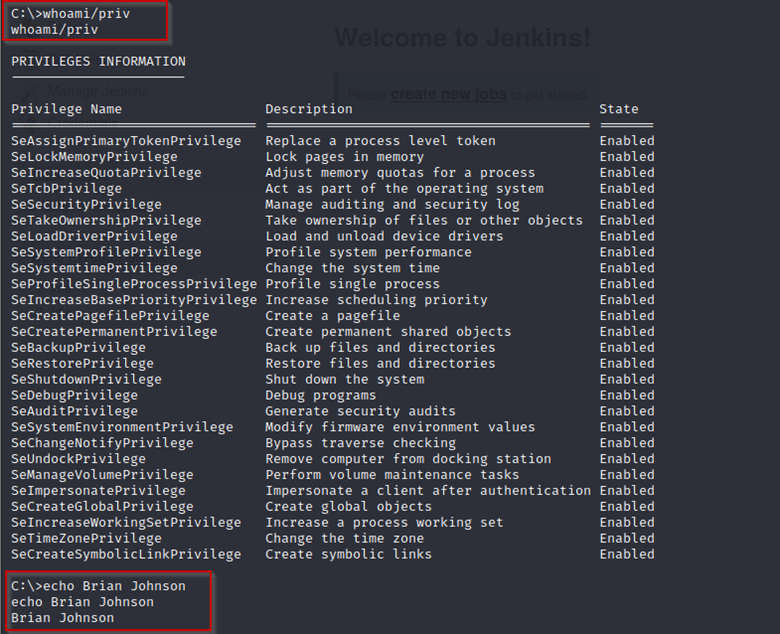 C:\>whoami/priv
whoami/priv
Welcome to Jenkins!
PRIVILEGES INFORMATION
Manage Jenkins
Please create new jobs to get started.
Privilege Name Description State
SeAssignPrimaryTokenPrivilege Replace a process level token Enabled
SeLockMemoryPrivilege Lock pages in memory Enabled
SeIncreaseQuotaPrivilege Adjust memory quotas for a process Enabled
SeTcbPrivilege Act as part of the operating system Enabled
SeSecurityPrivilege Manage auditing and security log Enabled
SeTakeOwnershipPrivilege Take ownership of files or other objects Enabled
SeLoadDriverPrivilege Load and unload device drivers Enabled
SeSystemProfilePrivilege Profile system performance Enabled
SeSystemtimePrivilege Change the system time Enabled
SeProfileSingleProcessPrivilege Profile single process Enabled
SeIncreaseBasePriorityPrivilege Increase scheduling priority Enabled
SeCreatePagefilePrivilege Create a pagefile Enabled
SeCreatePermanentPrivilege Create permanent shared objects Enabled
SeBackupPrivilege Back up files and directories Enabled
SeRestorePrivilege Restore files and directories Enabled
SeShutdownPrivilege Shut down the system Enabled
SeDebugPrivilege Debug programs Enabled
SeAuditPrivilege Generate security audits Enabled
SeSystemEnvironmentPrivilege Modify firmware environment values Enabled
SeChangeNotifyPrivilege Bypass traverse checking Enabled
SeUndockPrivilege Remove computer from docking station Enabled
SeManageVolumePrivilege Perform volume maintenance tasks Enabled
SeImpersonatePrivilege Impersonate a client after authentication Enabled
SeCreateGlobalPrivilege Create global objects Enabled
SeIncreaseWorkingSetPrivilege Increase a process working set Enabled
SeTimeZonePrivilege Change the time zone Enabled
SeCreateSymbolicLinkPrivilege Create symbolic links Enabled
C:\>echo Brian Johnson
echo Brian Johnson
Brian Johnson